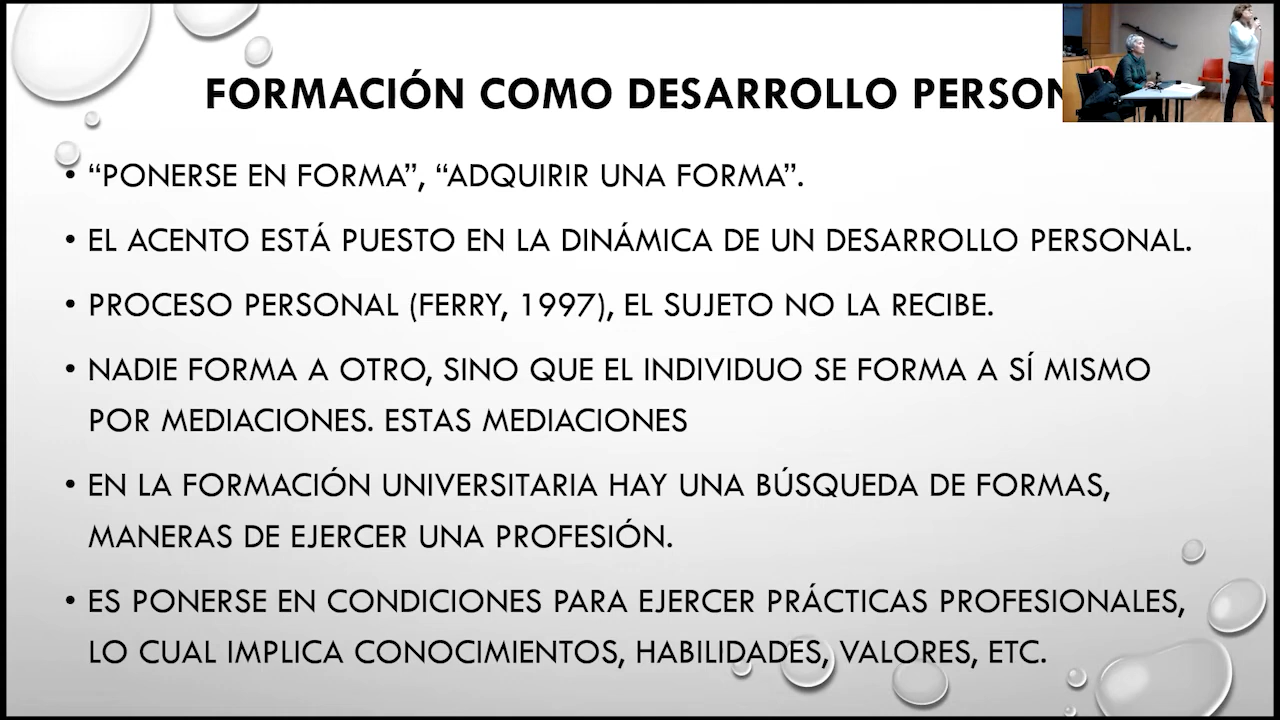 FORMACIÓN COMO DESARROLLO PERSON
• “PONERSE EN FORMA”, “ADQUIRIR UNA FORMA”.
• EL ACENTO ESTÁ PUESTO EN LA DINÁMICA DE UN DESARROLLO PERSONAL.
• PROCESO PERSONAL (FERRY, 1997), EL SUJETO NO LA RECIBE.
• NADIE FORMA A OTRO, SINO QUE EL INDIVIDUO SE FORMA A SÍ MISMO
POR MEDIACIONES. ESTAS MEDIACIONES
• EN LA FORMACIÓN UNIVERSITARIA HAY UNA BÚSQUEDA DE FORMAS,
MANERAS DE EJERCER UNA PROFESIÓN.
• ES PONERSE EN CONDICIONES PARA EJERCER PRÁCTICAS PROFESIONALES,
LO CUAL IMPLICA CONOCIMIENTOS, HABILIDADES, VALORES, ETC.